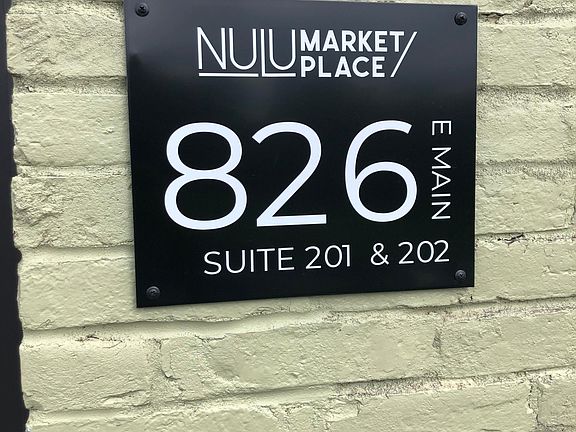 NULU MARKET
PLACE/
826 E MAIN
SUITE 201 & 202